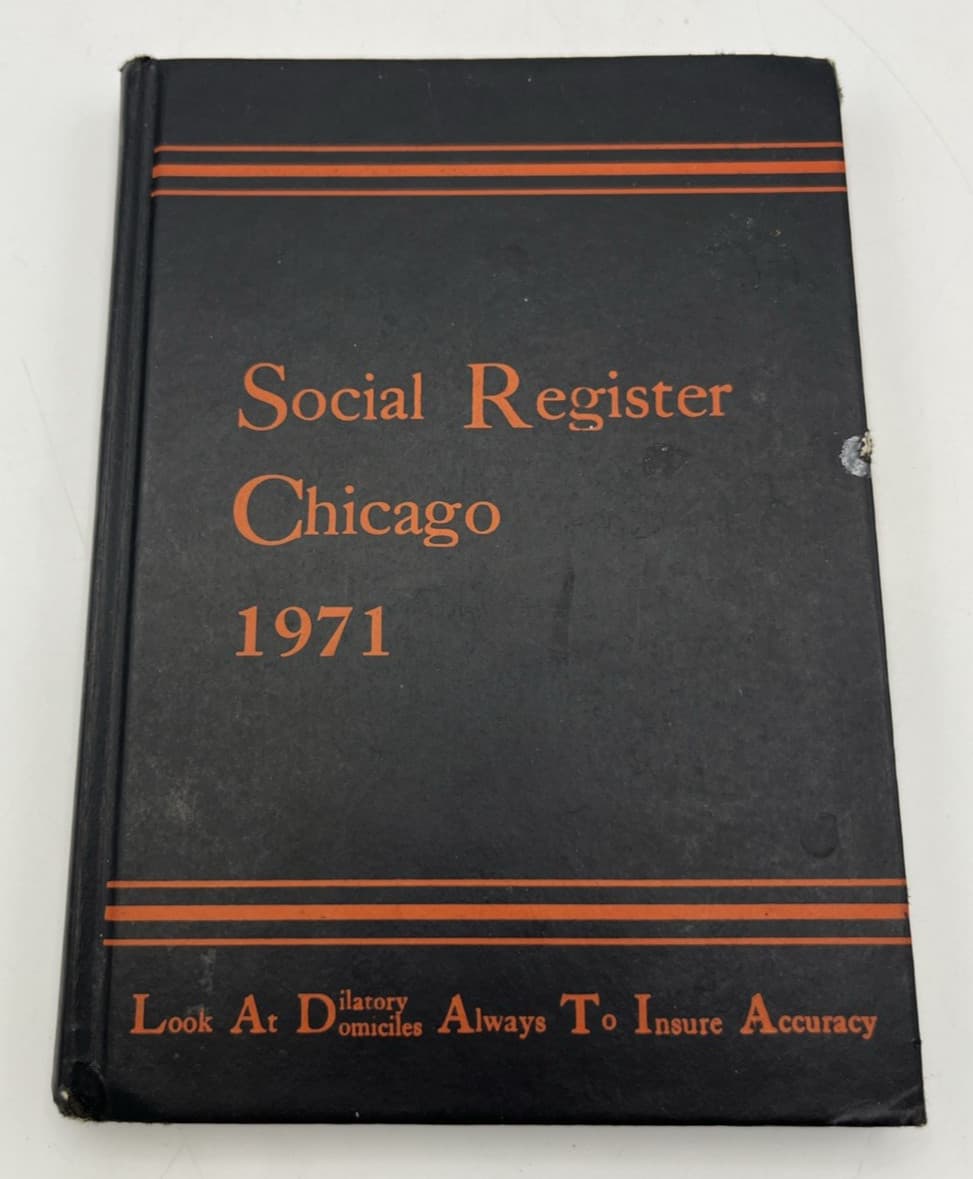 Social Register
Chicago
1971
Look At Dilatory Domiciles Always To Insure Accuracy